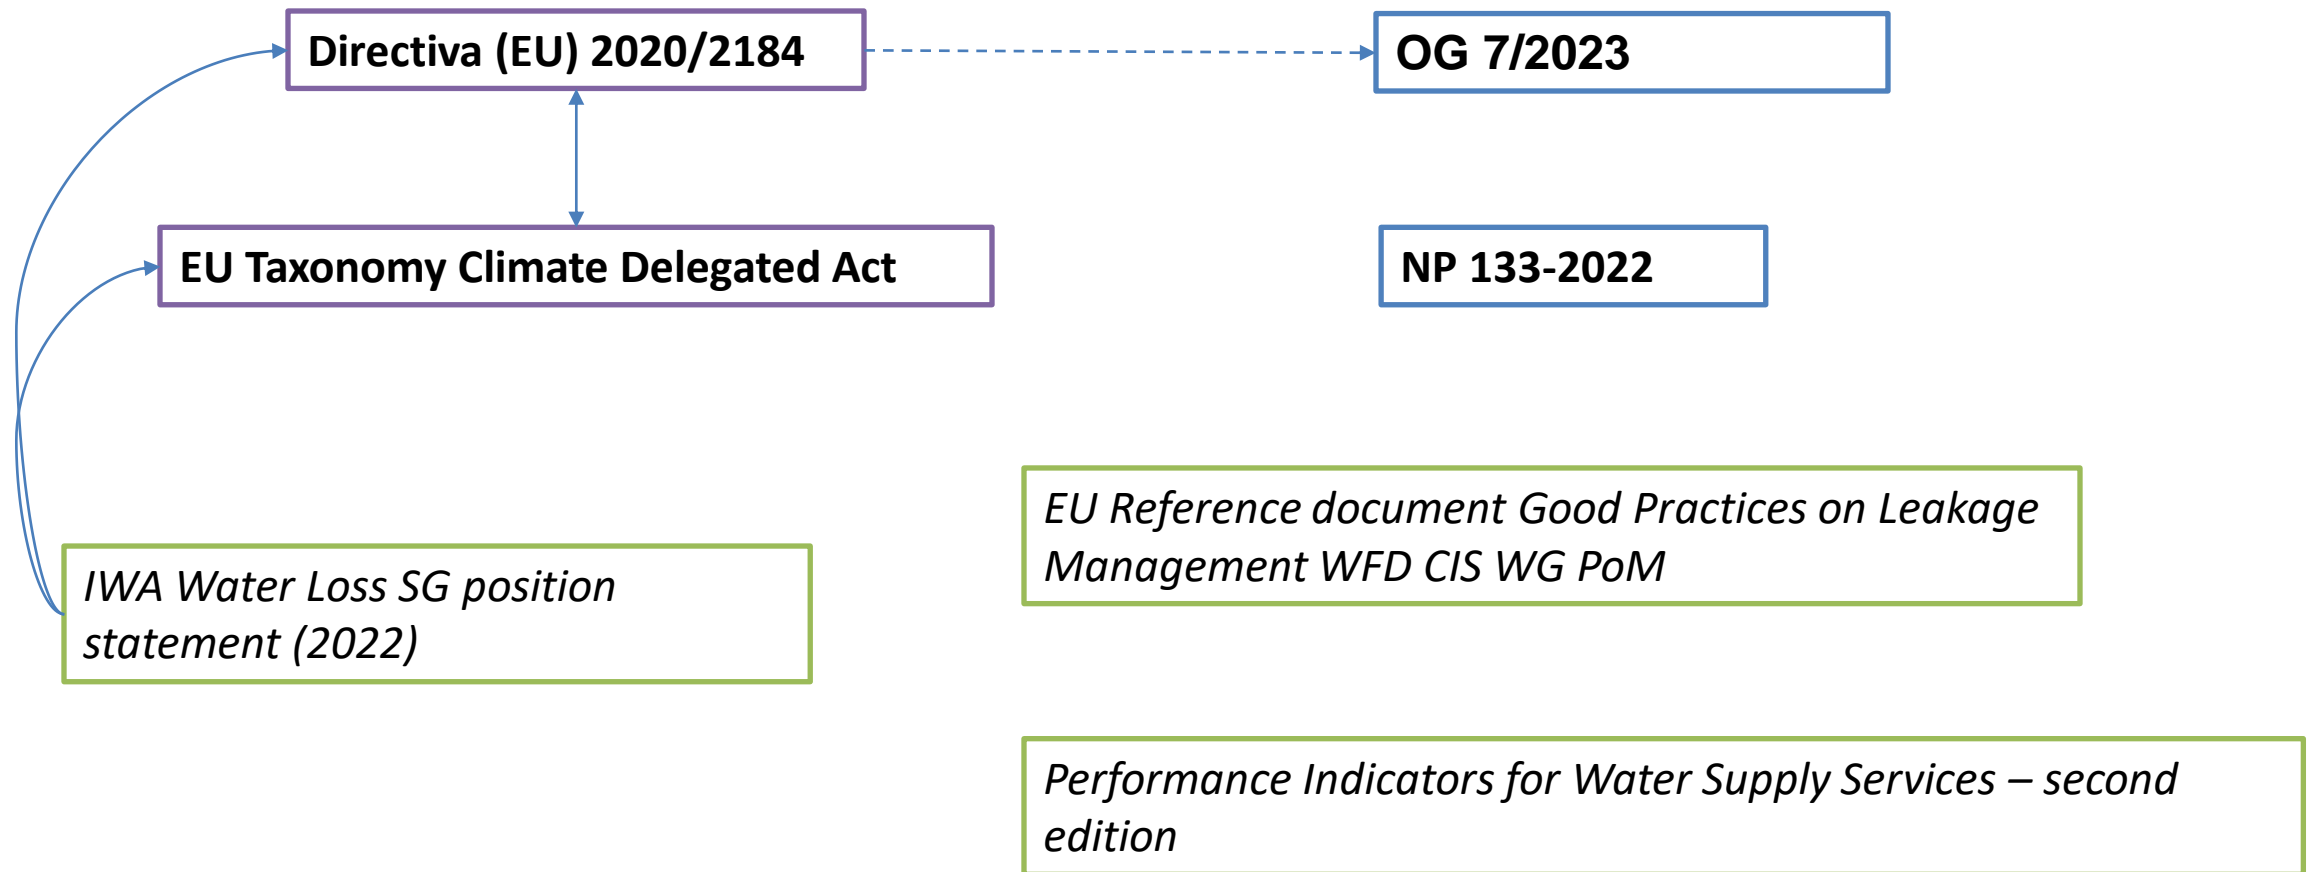 Directiva (EU) 2020/2184
OG 7/2023
EU Taxonomy Climate Delegated Act
NP 133-2022
EU Reference document Good Practices on Leakage
Management WFD CIS WG PoM
IWA Water Loss SG position
statement (2022)
Performance Indicators for Water Supply Services – second
edition